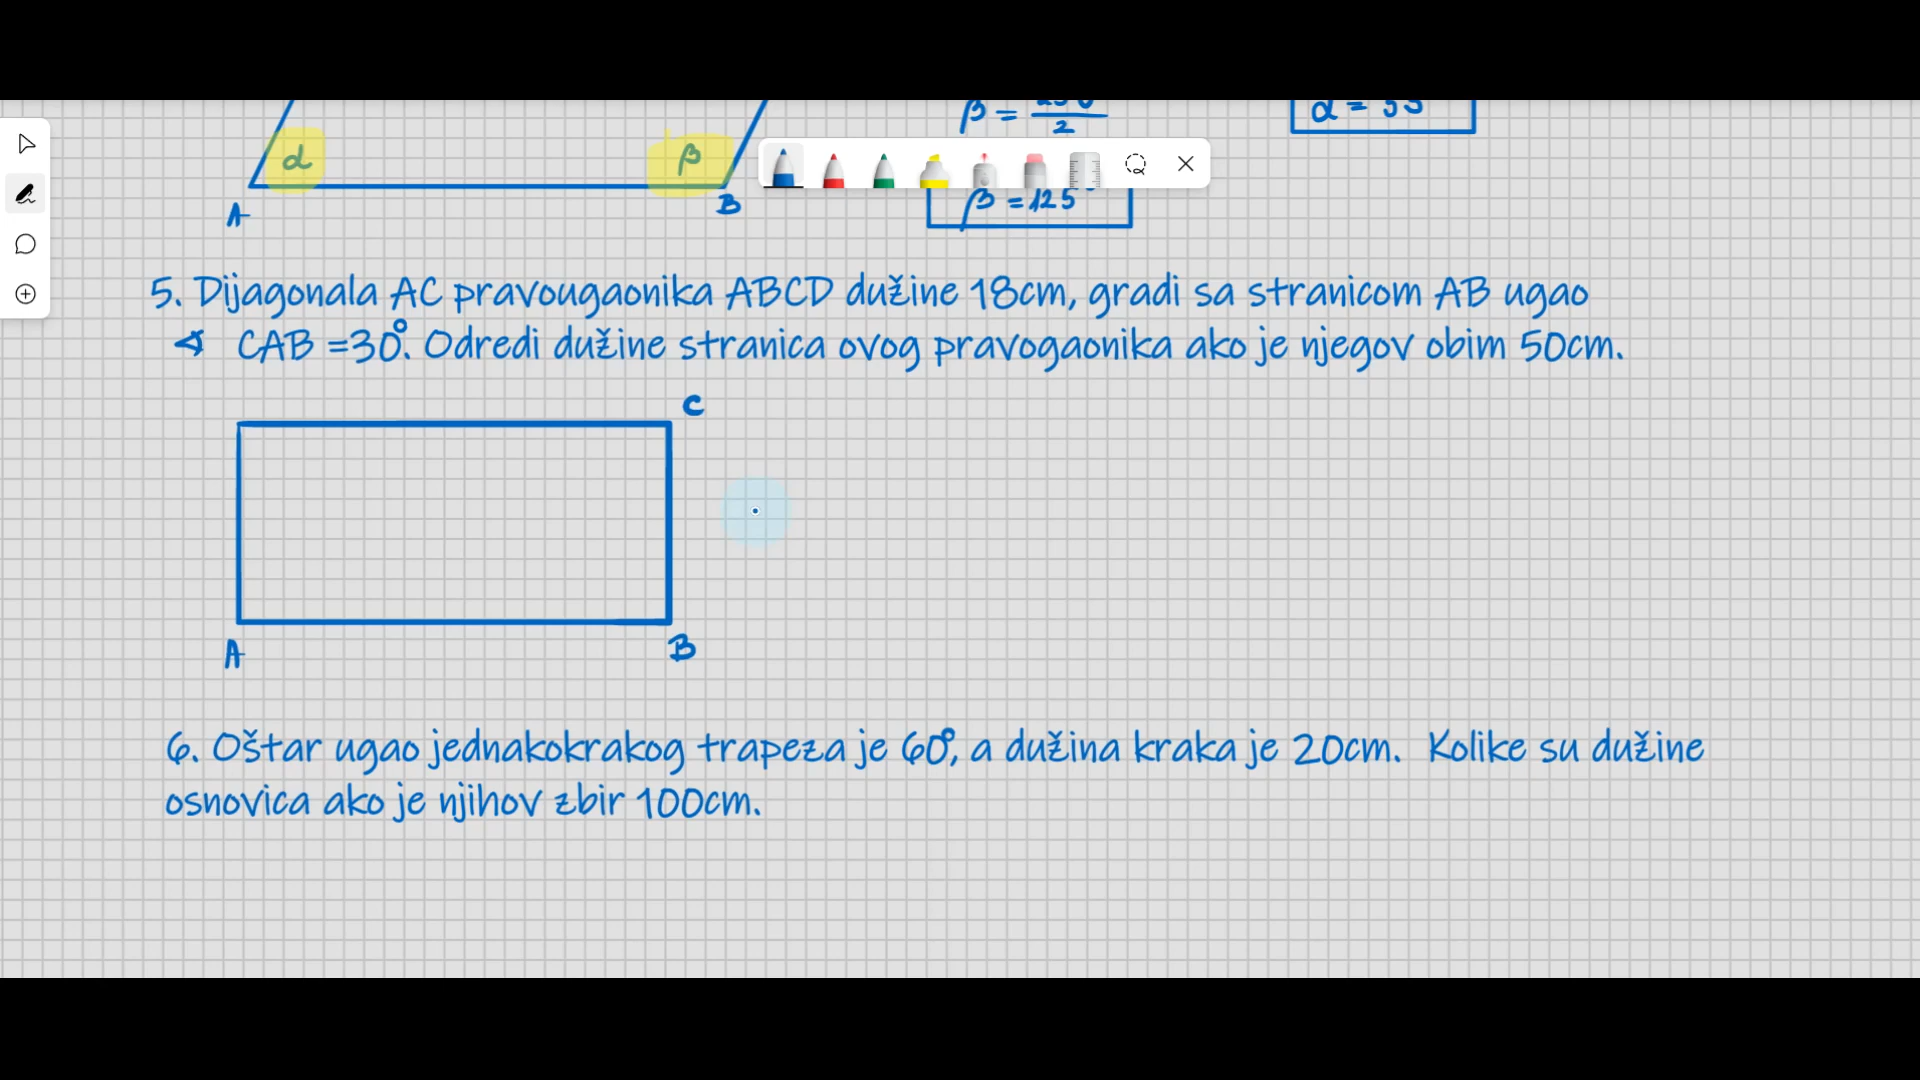 α
β
A
B
β = /2
α = 55
β = 125°
5. Dijagonala AC pravougaonika ABCD dužine 18cm, gradi sa stranicom AB ugao
∢ CAB =30°. Odredi dužine stranica ovog pravogaonika ako je njegov obim 50cm.
C
A
B
6. Oštar ugao jednakokrakog trapeza je 60°, a dužina kraka je 20cm. Kolike su dužine
osnovica ako je njihov zbir 100cm.